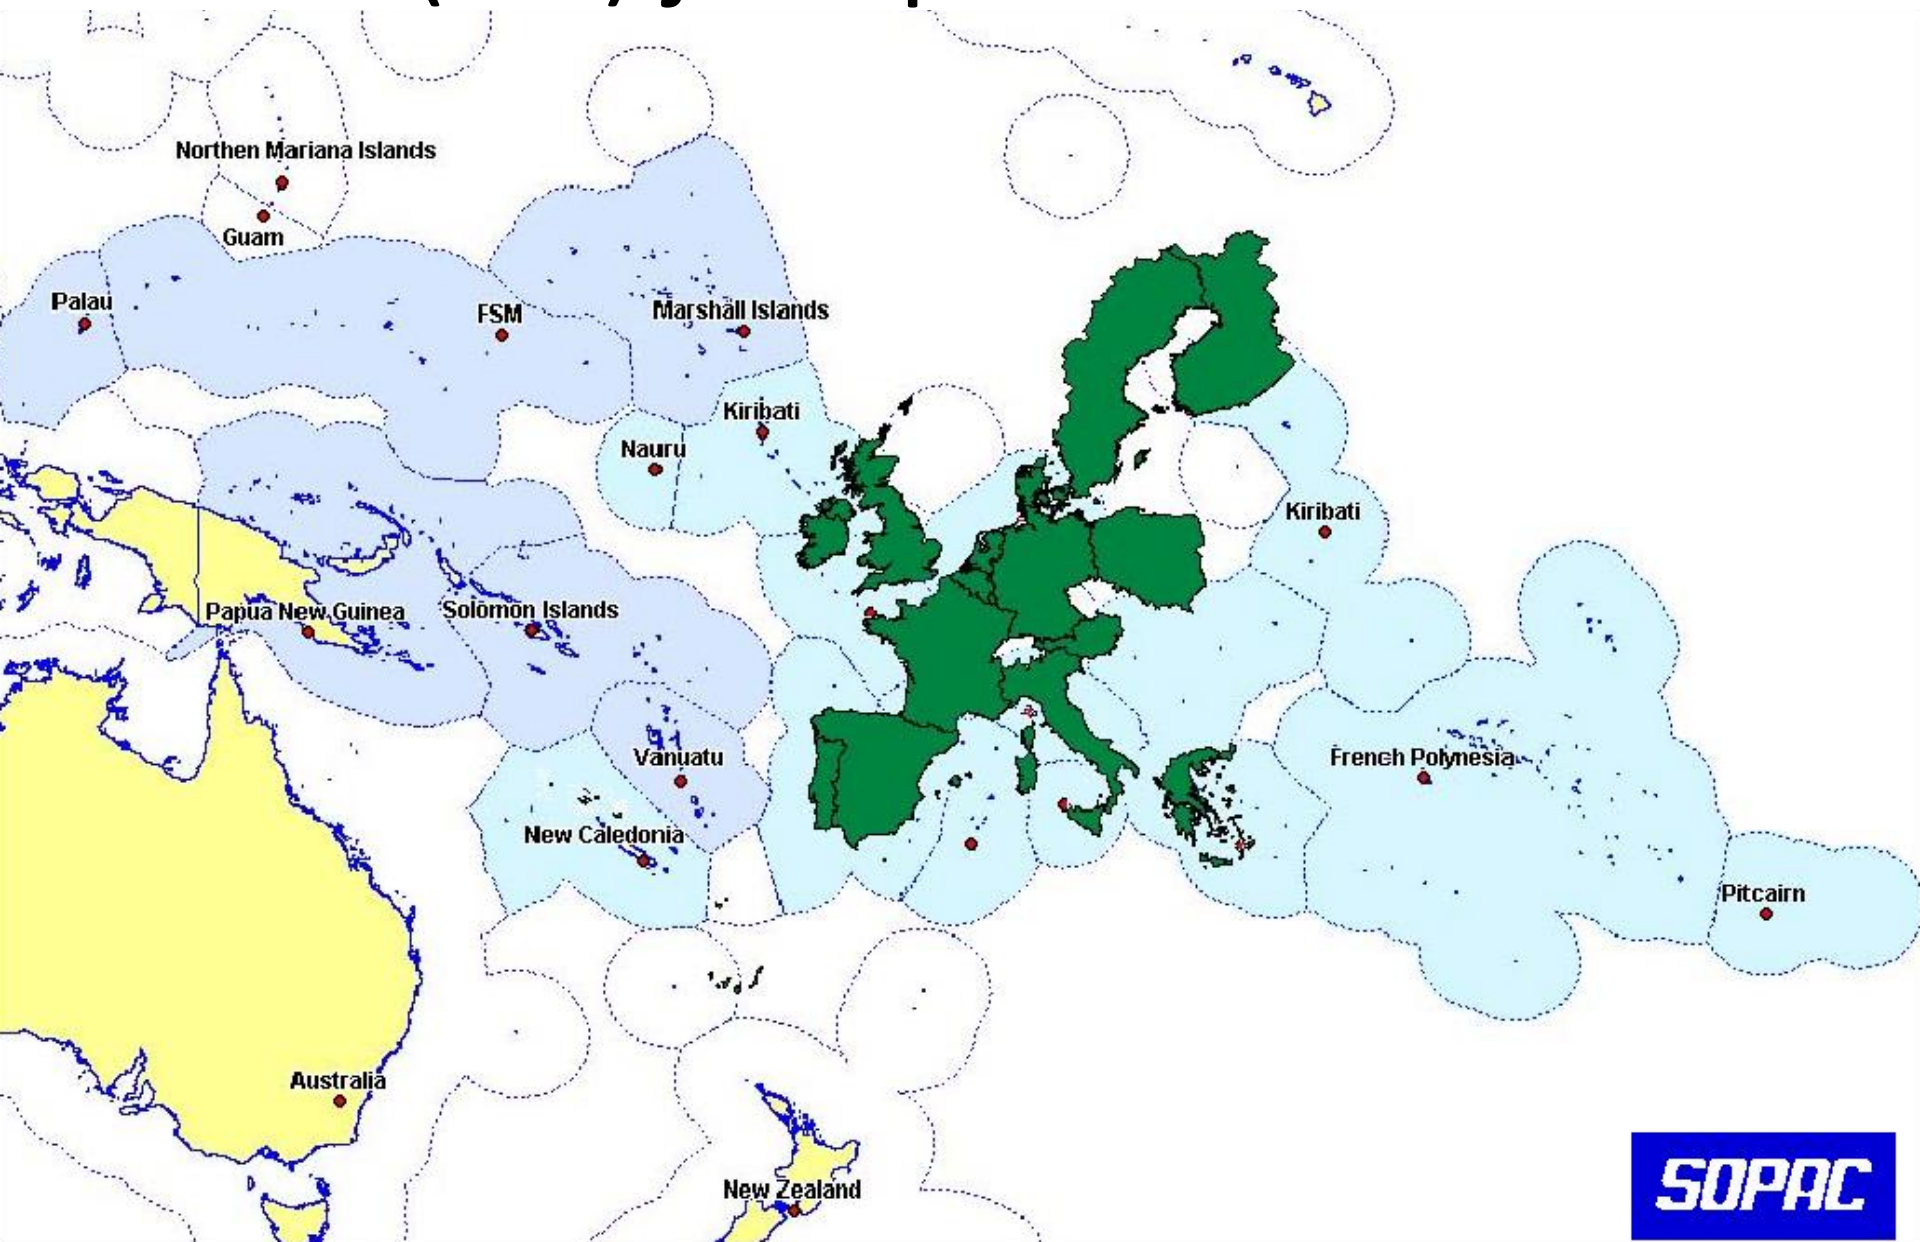 Northen Mariana Islands
Guam
Palau
FSM
Marshall Islands
Kiribati
Nauru
Kiribati
Papua New Guinea
Solomon Islands
Vanuatu
French Polynesia
New Caledonia
Pitcairn
Australia
New Zealand
SOPAC